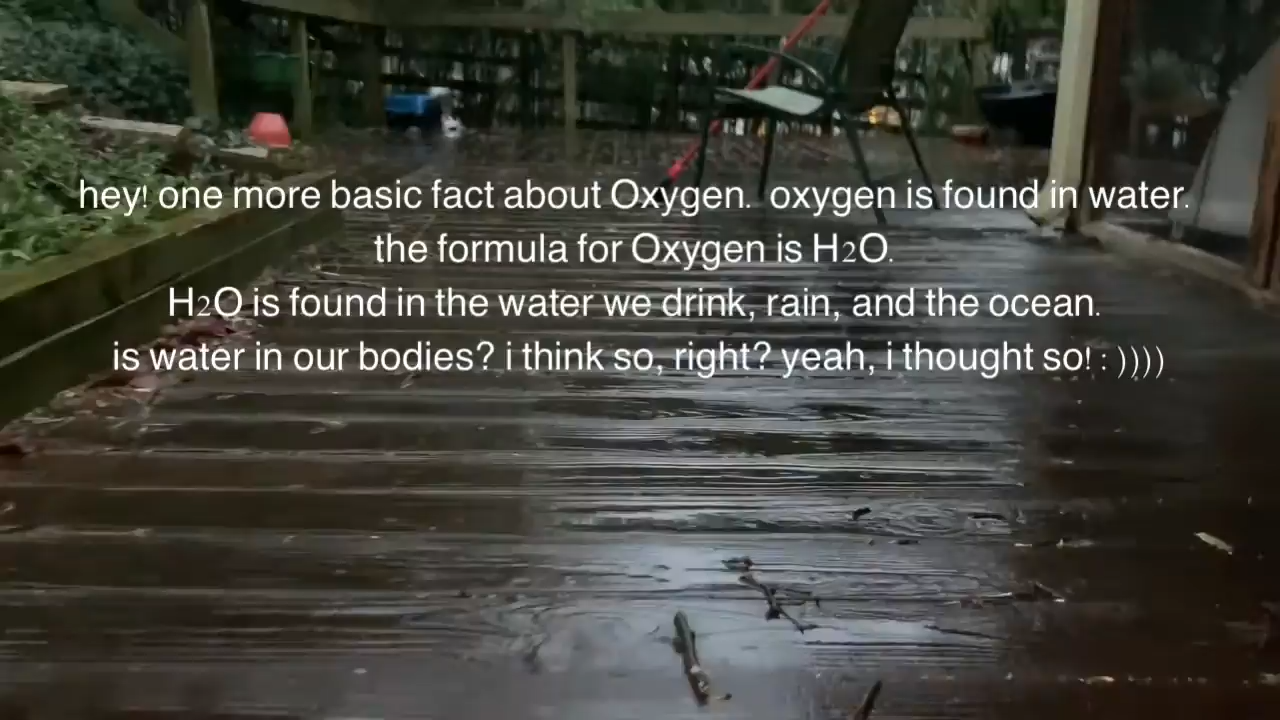 hey! one more basic fact about Oxygen.  oxygen is found in water.
the formula for Oxygen is H2O.
H2O is found in the water we drink, rain, and the ocean.
is water in our bodies? i think so, right? yeah, i thought so! : ))))